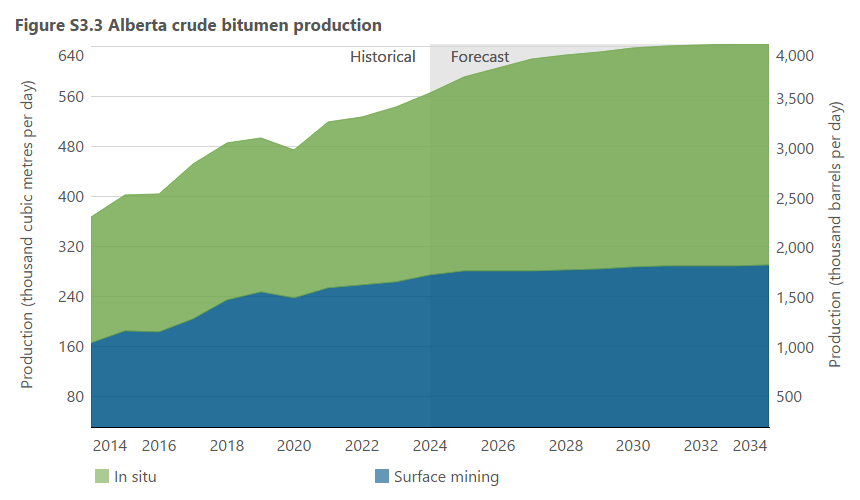 Figure S3.3 Alberta crude bitumen production
Historical Forecast
Production (thousand cubic metres per day)
640
560
480
400
320
240
160
80
4,000
3,500
3,000
2,500
2,000
1,500
1,000
500
Production (thousand barrels per day)
2014 2016 2018 2020 2022 2024 2026 2028 2030 2032 2034
In situ Surface mining